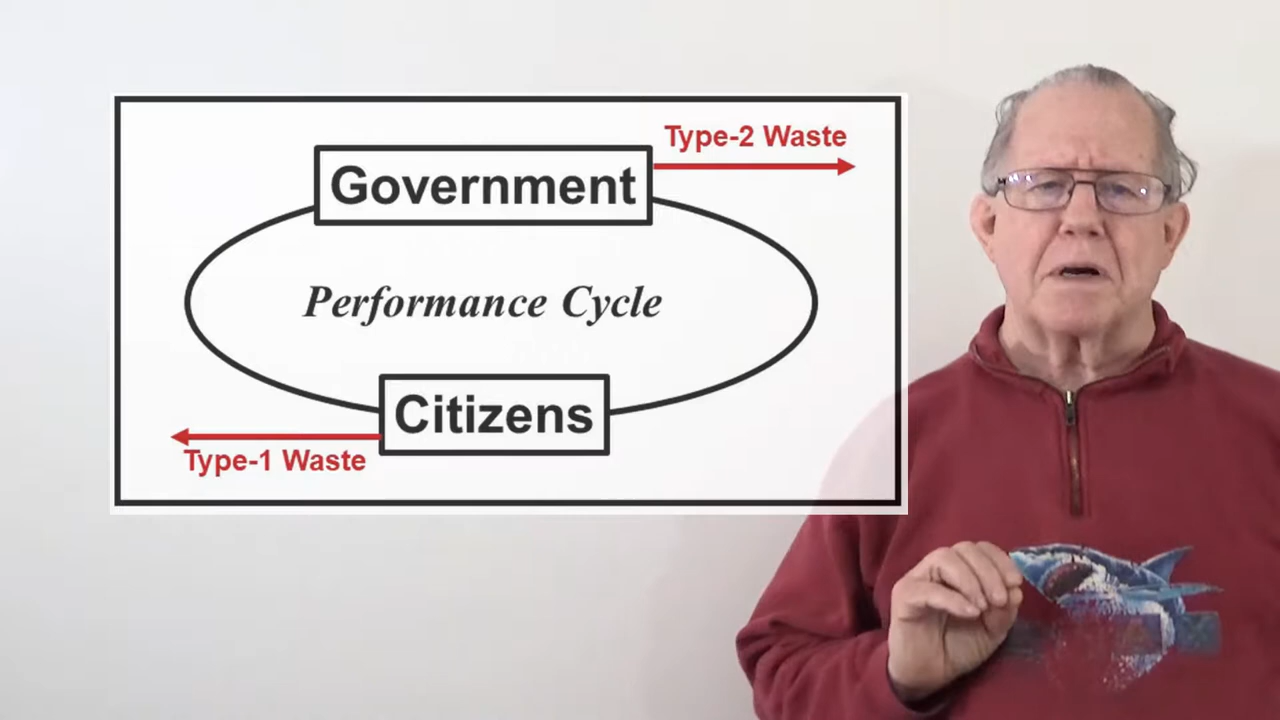 Type-2 Waste
Government
Performance Cycle
Citizens
Type-1 Waste